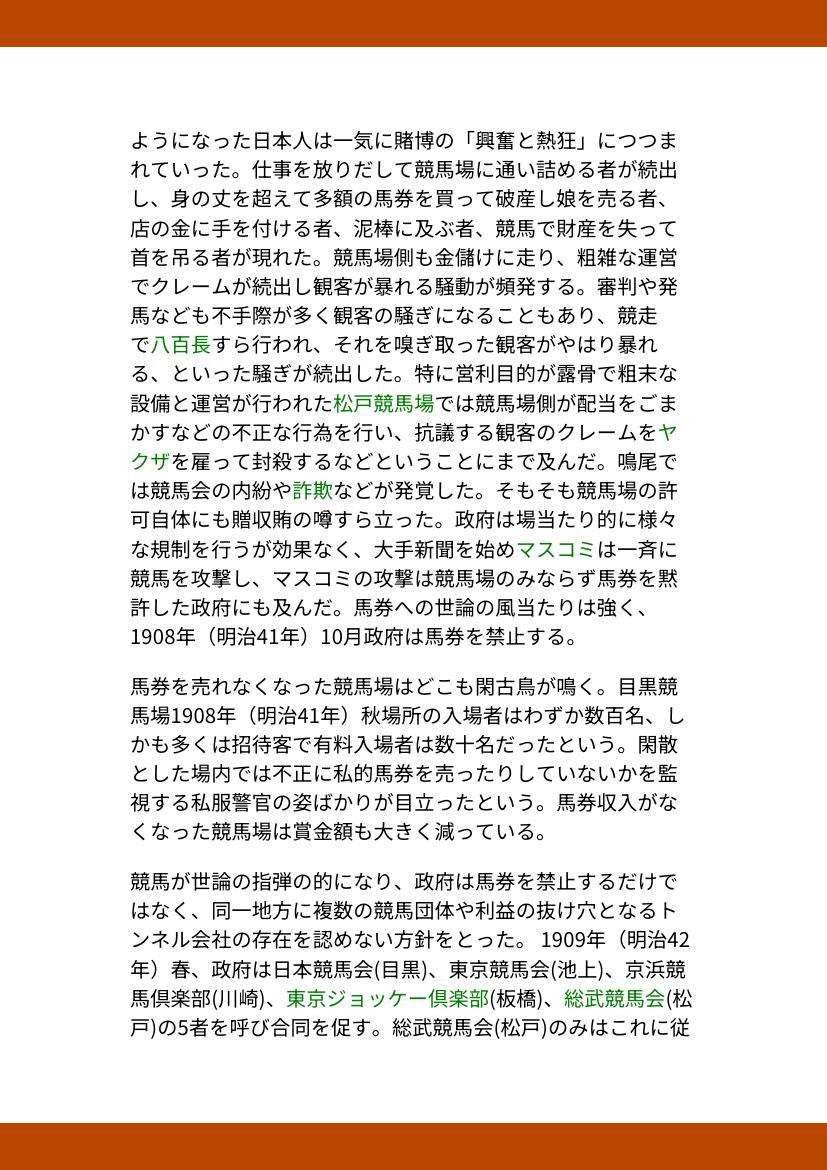 ようになった日本人は一気に賭博の「興奮と熱狂」につつま
れていった。仕事を放りだして競馬場に通い詰める者が続出
し、身の丈を超えて多額の馬券を買って破産し娘を売る者、
店の金に手を付ける者、泥棒に及ぶ者、競馬で財産を失って
首を吊る者が現れた。競馬場側も金儲けに走り、粗雑な運営
でクレームが続出し観客が暴れる騒動が頻発する。審判や発
馬なども不手際が多く観客の騒ぎになることもあり、競走
で八百長すら行われ、それを嗅ぎ取った観客がやはり暴れ
る、といった騒ぎが続出した。特に営利目的が露骨で粗末な
設備と運営が行われた松戸競馬場では競馬場側が配当をごま
かすなどの不正な行為を行い、抗議する観客のクレームをヤ
クザを雇って封殺するなどということにまで及んだ。鳴尾で
は競馬会の内紛や詐欺などが発覚した。そもそも競馬場の許
可自体にも贈収賄の噂すら立った。政府は場当たり的に様々
な規制を行うが効果なく、大手新聞を始めマスコミは一斉に
競馬を攻撃し、マスコミの攻撃は競馬場のみならず馬券を黙
許した政府にも及んだ。馬券への世論の風当たりは強く、
1908年（明治41年）10月政府は馬券を禁止する。
馬券を売れなくなった競馬場はどこも閑古鳥が鳴く。目黒競
馬場1908年（明治41年）秋場所の入場者はわずか数百名、し
かも多くは招待客で有料入場者は数十名だったという。閑散
とした場内では不正に私的馬券を売ったりしていないかを監
視する私服警官の姿ばかりが目立ったという。馬券収入がな
くなった競馬場は賞金額も大きく減っている。
競馬が世論の指弾の的になり、政府は馬券を禁止するだけで
はなく、同一地方に複数の競馬団体や利益の抜け穴となるト
ンネル会社の存在を認めない方針をとった。 1909年（明治42
年）春、政府は日本競馬会(目黒)、東京競馬会(池上)、京浜競
馬倶楽部(川崎)、東京ジョッケー倶楽部(板橋)、総武競馬会(松
戸)の5者を呼び合同を促す。総武競馬会(松戸)のみはこれに従